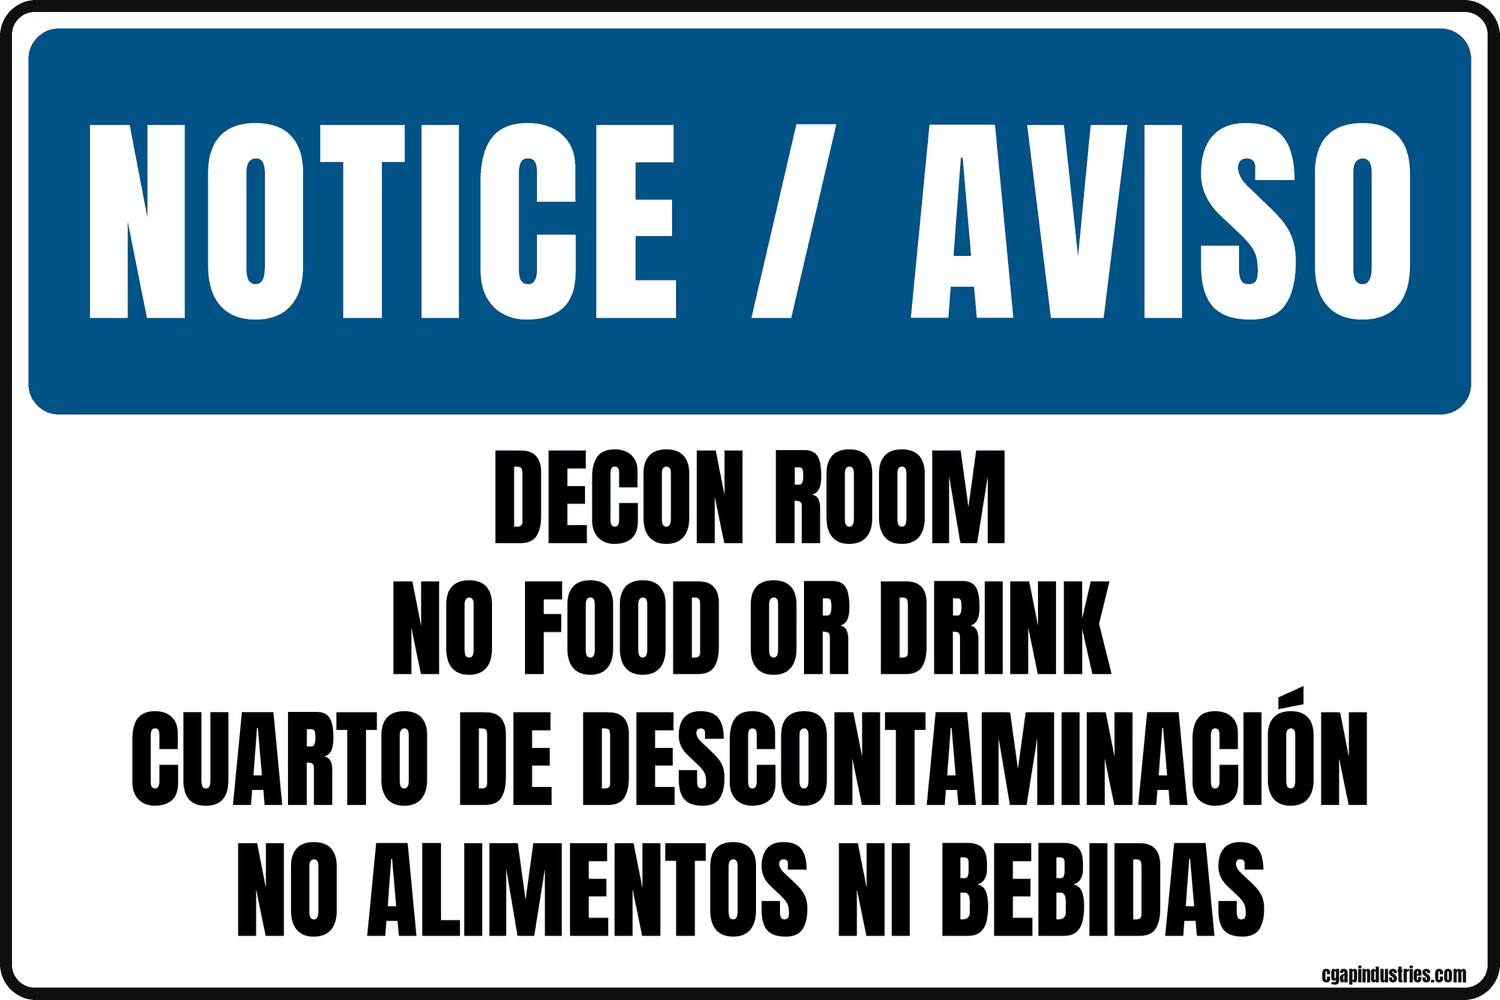 NOTICE / AVISO
DECON ROOM
NO FOOD OR DRINK
CUARTO DE DESCONTAMINACIÓN
NO ALIMENTOS NI BEBIDAS
cgapindustries.com